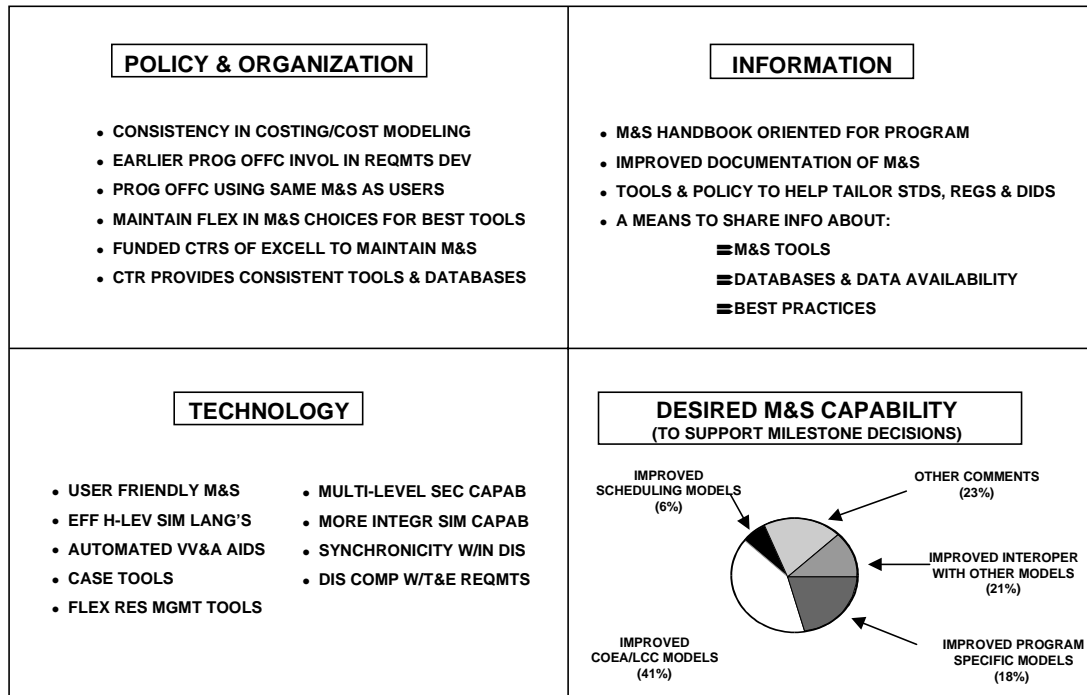 POLICY & ORGANIZATION
• CONSISTENCY IN COSTING/COST MODELING
• EARLIER PROG OFFC INVOL IN REQMTS DEV
• PROG OFFC USING SAME M&S AS USERS
• MAINTAIN FLEX IN M&S CHOICES FOR BEST TOOLS
• FUNDED CTRS OF EXCELL TO MAINTAIN M&S
• CTR PROVIDES CONSISTENT TOOLS & DATABASES
INFORMATION
• M&S HANDBOOK ORIENTED FOR PROGRAM
• IMPROVED DOCUMENTATION OF M&S
• TOOLS & POLICY TO HELP TAILOR STDS, REGS & DIDS
• A MEANS TO SHARE INFO ABOUT:
M&S TOOLS
DATABASES & DATA AVAILABILITY
BEST PRACTICES
TECHNOLOGY
• USER FRIENDLY M&S
• EFF H-LEV SIM LANG'S
• AUTOMATED VV&A AIDS
• CASE TOOLS
• FLEX RES MGMT TOOLS
• MULTI-LEVEL SEC CAPAB
• MORE INTEGR SIM CAPAB
• SYNCHRONICITY W/IN DIS
• DIS COMP W/T&E REQMTS
DESIRED M&S CAPABILITY
(TO SUPPORT MILESTONE DECISIONS)
IMPROVED
SCHEDULING MODELS
(6%)
OTHER COMMENTS
(23%)
IMPROVED INTEROPER
WITH OTHER MODELS
(21%)
IMPROVED
COEA/LCC MODELS
(41%)
IMPROVED PROGRAM
SPECIFIC MODELS
(18%)